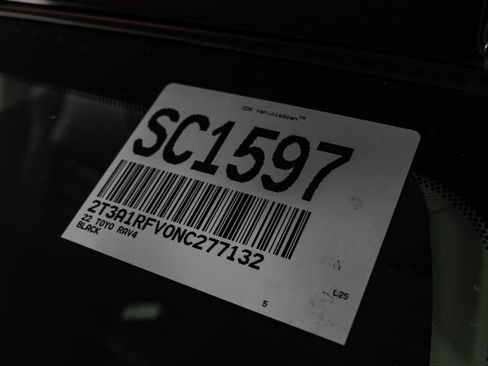 CDK VehicleScan™
SC1597
2T3A1RFV0NC277132
22 TOYO RAV4
BLACK
L25
5